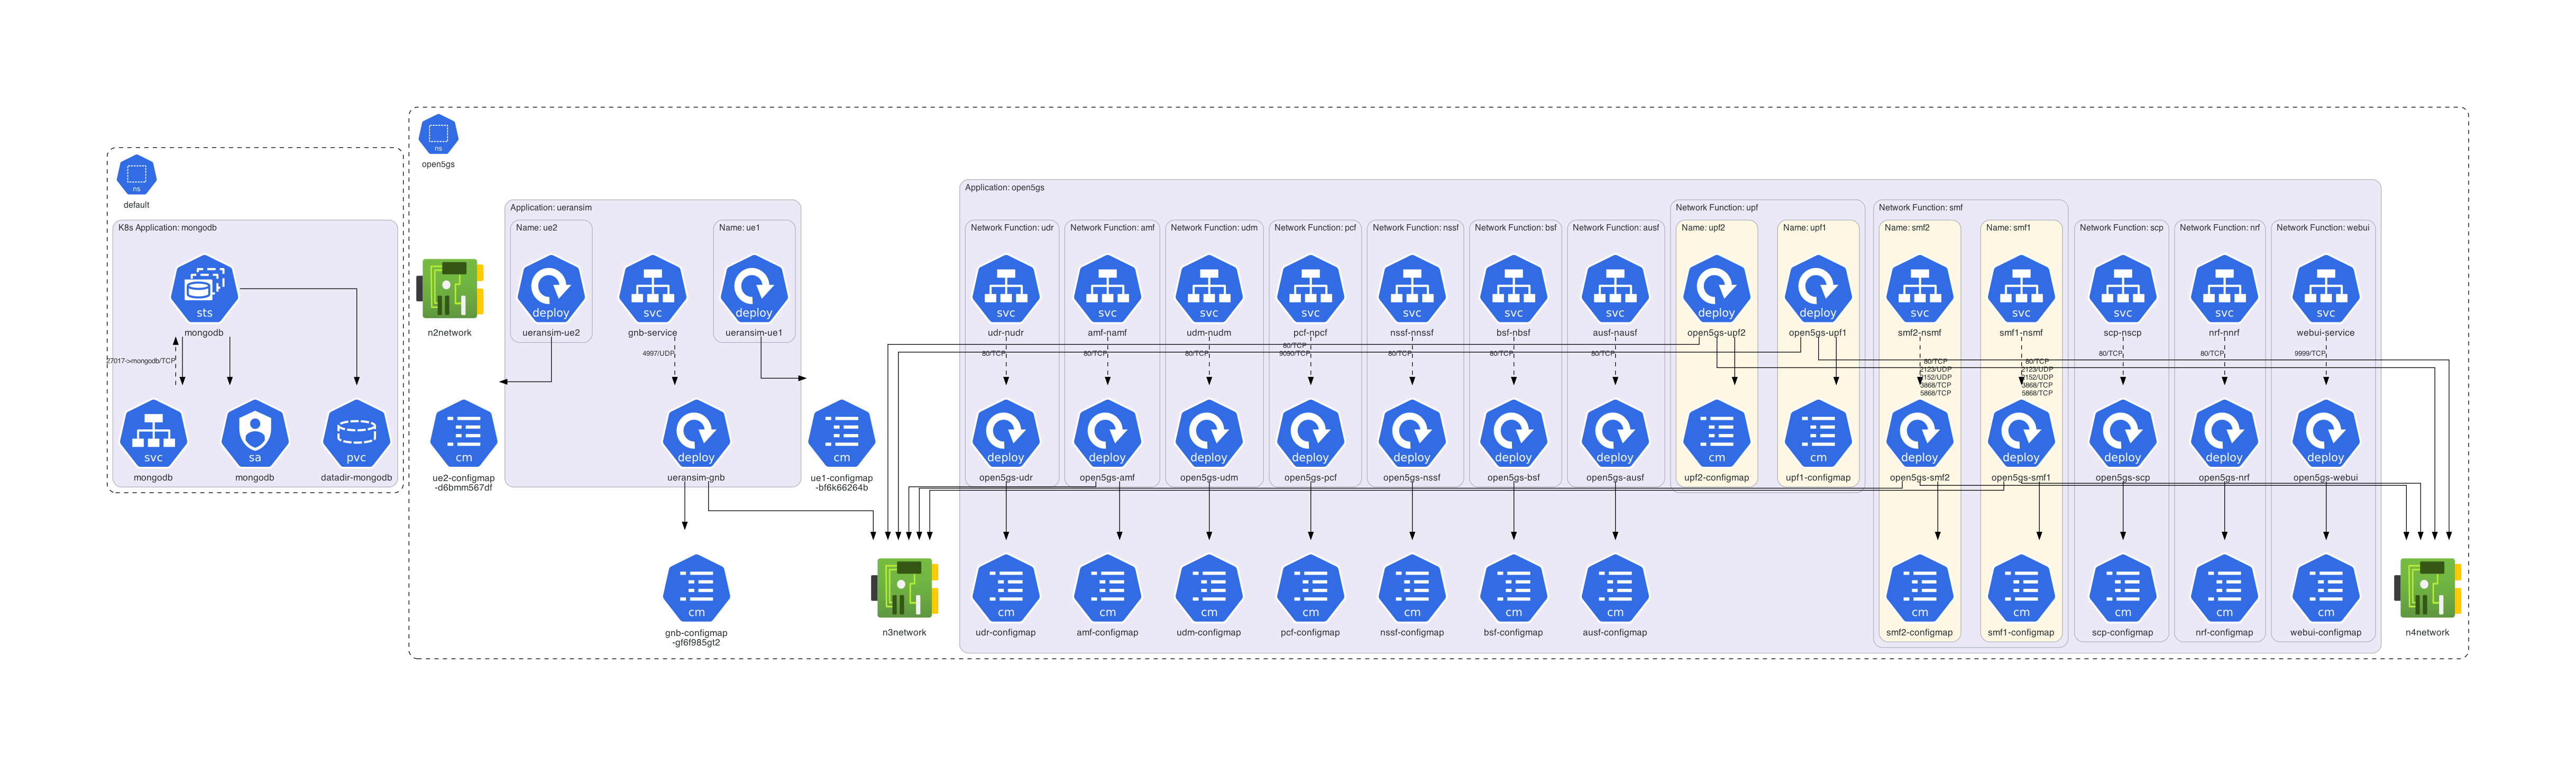 ns
open5gs
ns
default
Application: open5gs
Application: ueransim
Network Function: upf
Network Function: smf
K8s Application: mongodb
Name: ue2
Name: ue1
Network Function: udr
Network Function: amf
Network Function: udm
Network Function: pcf
Network Function: nssf
Network Function: bsf
Network Function: ausf
Name: upf2
Name: upf1
Name: smf2
Name: smf1
Network Function: scp
Network Function: nrf
Network Function: webui
sts
mongodb
n2network
deploy
ueransim-ue2
svc
gnb-service
deploy
ueransim-ue1
svc
udr-nudr
svc
amf-namf
svc
udm-nudm
svc
pcf-npcf
svc
nssf-nnssf
svc
bsf-nbsf
svc
ausf-nausf
deploy
open5gs-upf2
deploy
open5gs-upf1
svc
smf2-nsmf
svc
smf1-nsmf
svc
scp-nscp
svc
nrf-nnrf
svc
webui-service
27017->mongodb/TCP
4997/UDP
80/TCP
80/TCP
80/TCP
80/TCP
9090/TCP
80/TCP
80/TCP
80/TCP
80/TCP
2123/UDP
2152/UDP
3868/TCP
5868/TCP
80/TCP
2123/UDP
2152/UDP
3868/TCP
5868/TCP
80/TCP
80/TCP
9999/TCP
svc
mongodb
sa
mongodb
pvc
datadir-mongodb
cm
ue2-configmap
-d6bmm567df
deploy
ueransim-gnb
cm
ue1-configmap
-bf6k66264b
deploy
open5gs-udr
deploy
open5gs-amf
deploy
open5gs-udm
deploy
open5gs-pcf
deploy
open5gs-nssf
deploy
open5gs-bsf
deploy
open5gs-ausf
cm
upf2-configmap
cm
upf1-configmap
deploy
open5gs-smf2
deploy
open5gs-smf1
deploy
open5gs-scp
deploy
open5gs-nrf
deploy
open5gs-webui
cm
gnb-configmap
-gf6f985gt2
n3network
cm
udr-configmap
cm
amf-configmap
cm
udm-configmap
cm
pcf-configmap
cm
nssf-configmap
cm
bsf-configmap
cm
ausf-configmap
cm
smf2-configmap
cm
smf1-configmap
cm
scp-configmap
cm
nrf-configmap
cm
webui-configmap
n4network